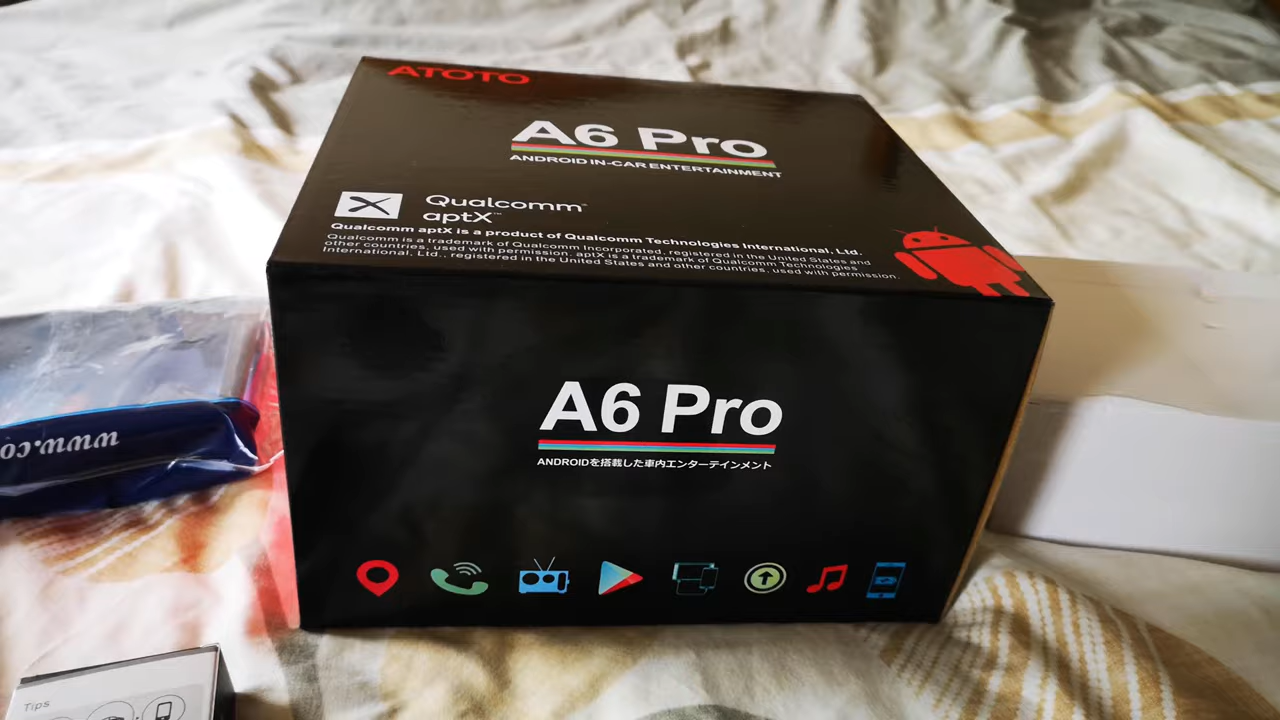 ATOTO
A6 Pro
ANDROID IN-CAR ENTERTAINMENT
Qualcomm
aptX™
Qualcomm aptX is a product of Qualcomm Technologies International, Ltd.
Qualcomm is a trademark of Qualcomm Incorporated, registered in the United States and
other countries, used with permission. aptX is a trademark of Qualcomm Technologies
International, Ltd., registered in the United States and other countries, used with permission.
A6 Pro
ANDROIDを搭載した車内エンターテインメント
www.co
Tips